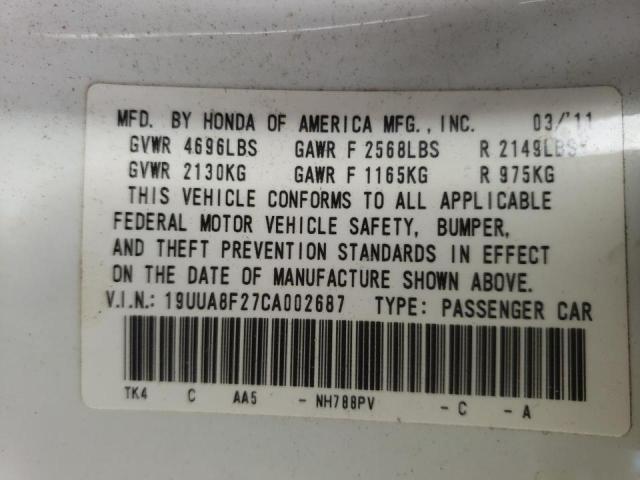 MFD. BY HONDA OF AMERICA MFG., INC. 03/'11
GVWR 4696LBS GAWR F 2568LBS R 2149LBS
GVWR 2130KG GAWR F 1165KG R 975KG
THIS VEHICLE CONFORMS TO ALL APPLICABLE
FEDERAL MOTOR VEHICLE SAFETY, BUMPER,
AND THEFT PREVENTION STANDARDS IN EFFECT
ON THE DATE OF MANUFACTURE SHOWN ABOVE.
V.I.N.: 19UUA8F27CA002687 TYPE: PASSENGER CAR
TK4 C AA5 - NH788PV - C - A